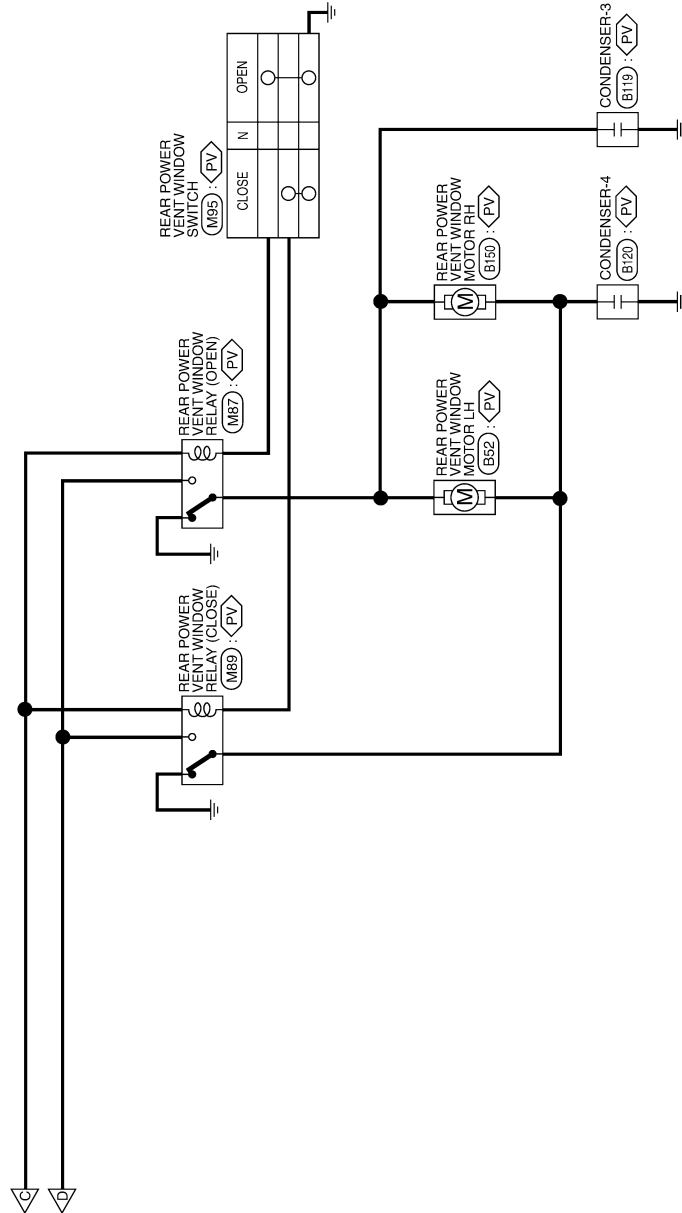 C
D
REAR POWER
VENT WINDOW
RELAY (CLOSE)
M89 : PV
REAR POWER
VENT WINDOW
RELAY (OPEN)
M87 : PV
REAR POWER
VENT WINDOW
SWITCH
M95 : PV
CLOSE
N
OPEN
REAR POWER
VENT WINDOW
MOTOR LH
B52 : PV
M
REAR POWER
VENT WINDOW
MOTOR RH
B150 : PV
M
CONDENSER-4
B120 : PV
CONDENSER-3
B119 : PV